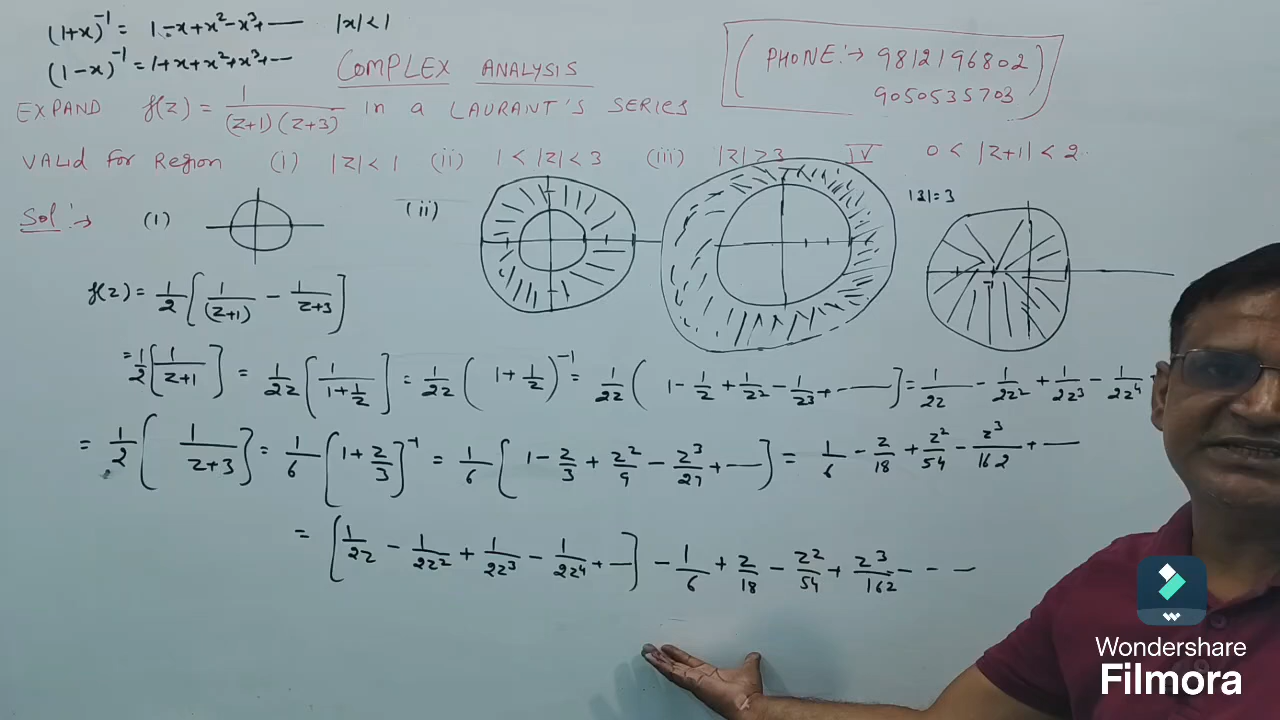 (1+x)⁻¹ = 1-x+x²-x³+---- |x|<1
(1-x)⁻¹ = 1+x+x²+x³+---
COMPLEX ANALYSIS
(PHONE:→ 9812196802
9050535703
EXPAND f(z) = 1/((z+1)(z+3)) in a LAURANT'S SERIES
VALid for Region (i) |z|<1 (ii) 1<|z|<3 (iii) |z|>3 IV 0<|z+1|<2.
Sol:→ (1) (ii) |3|=3
f(z) = 1/2 [1/(z+1) - 1/(z+3)]
= 1/2 [1/(z+1)] = 1/2z [1/(1+1/z)] = 1/2z (1+1/z)⁻¹ = 1/2z (1-1/z+1/z²-1/z³+----] = 1/2z - 1/2z² + 1/2z³ - 1/2z⁴
= 1/2 (1/(z+3)] = 1/6 [1+z/3]⁻¹ = 1/6 (1-z/3+z²/9-z³/27+---] = 1/6 - z/18 + z²/54 - z³/162 + ----
= [1/2z - 1/2z² + 1/2z³ - 1/2z⁴ + --] - 1/6 + z/18 - z²/54 + z³/162 - - -
Wondershare
Filmora